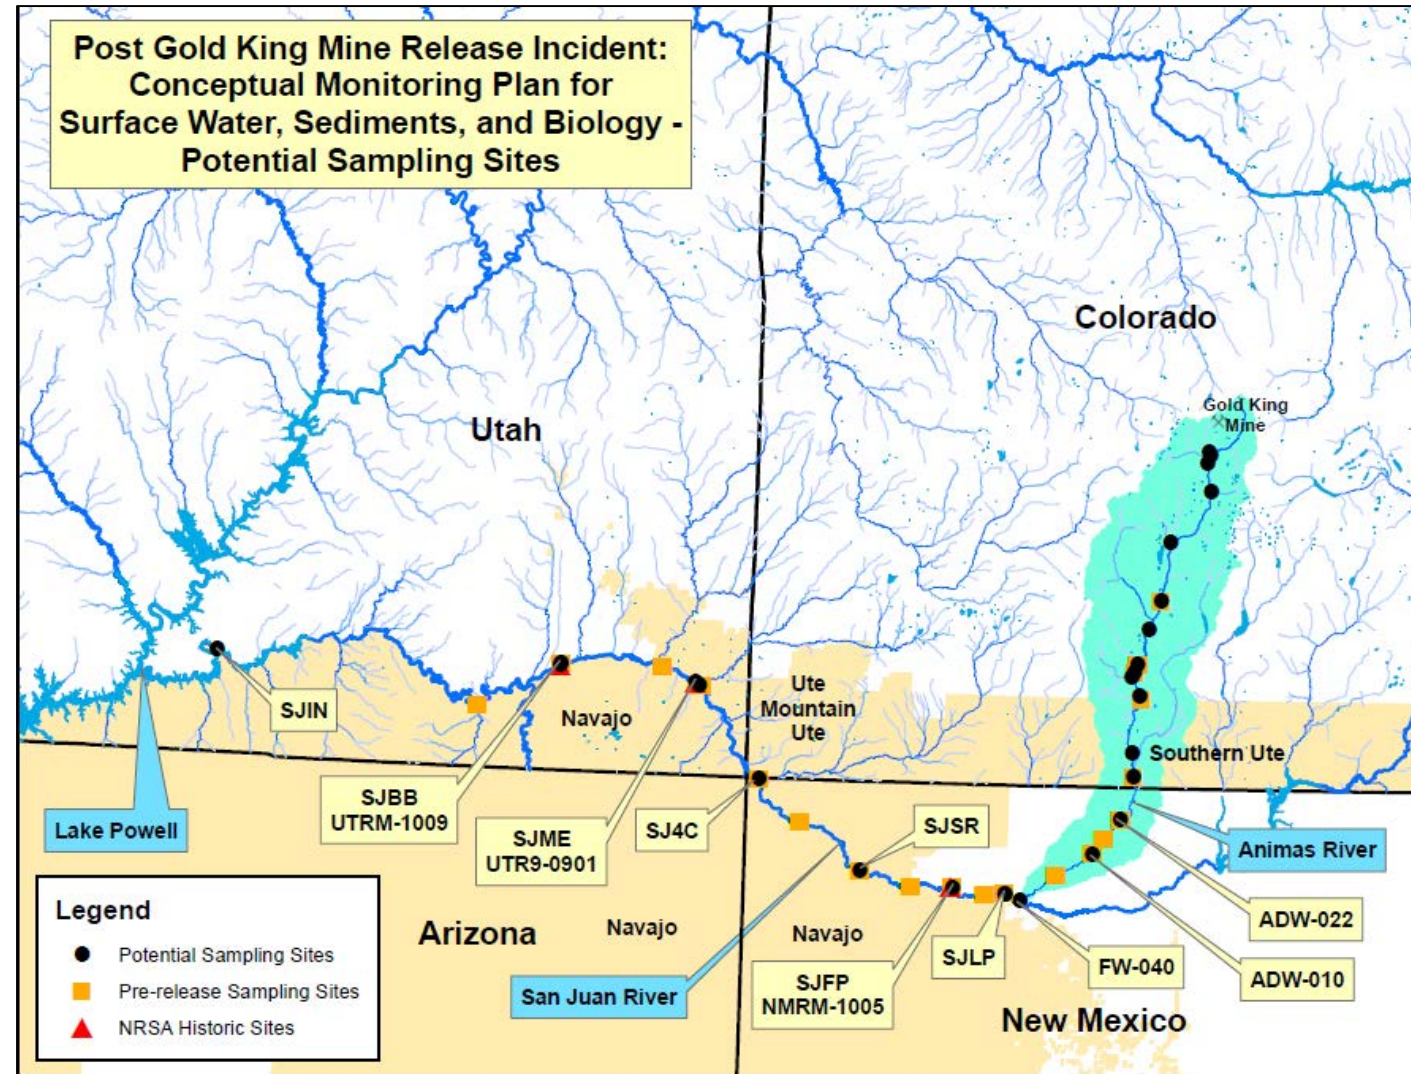 Post Gold King Mine Release Incident:
Conceptual Monitoring Plan for
Surface Water, Sediments, and Biology -
Potential Sampling Sites
Colorado
Gold King
Mine
Utah
Ute
Mountain
Ute
Navajo
Southern Ute
SJIN
SJBB
UTRM-1009
SJME
UTR9-0901
SJ4C
SJSR
Lake Powell
Animas River
ADW-022
Arizona
Navajo
Navajo
SJLP
FW-040
ADW-010
San Juan River
SJFP
NMRM-1005
New Mexico
Legend
Potential Sampling Sites
Pre-release Sampling Sites
NRSA Historic Sites